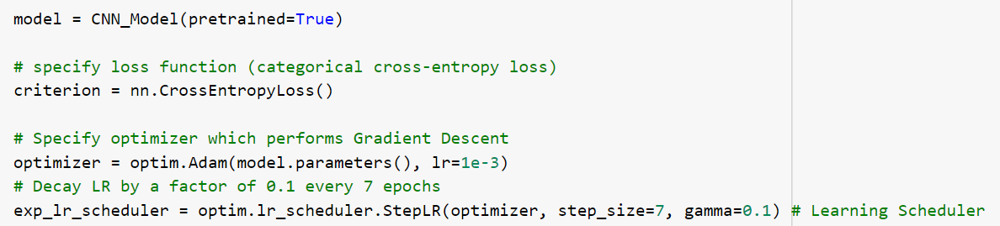 model = CNN_Model(pretrained=True)
# specify loss function (categorical cross-entropy loss)
criterion = nn.CrossEntropyLoss()
# Specify optimizer which performs Gradient Descent
optimizer = optim.Adam(model.parameters(), lr=1e-3)
# Decay LR by a factor of 0.1 every 7 epochs
exp_lr_scheduler = optim.lr_scheduler.StepLR(optimizer, step_size=7, gamma=0.1) # Learning Scheduler